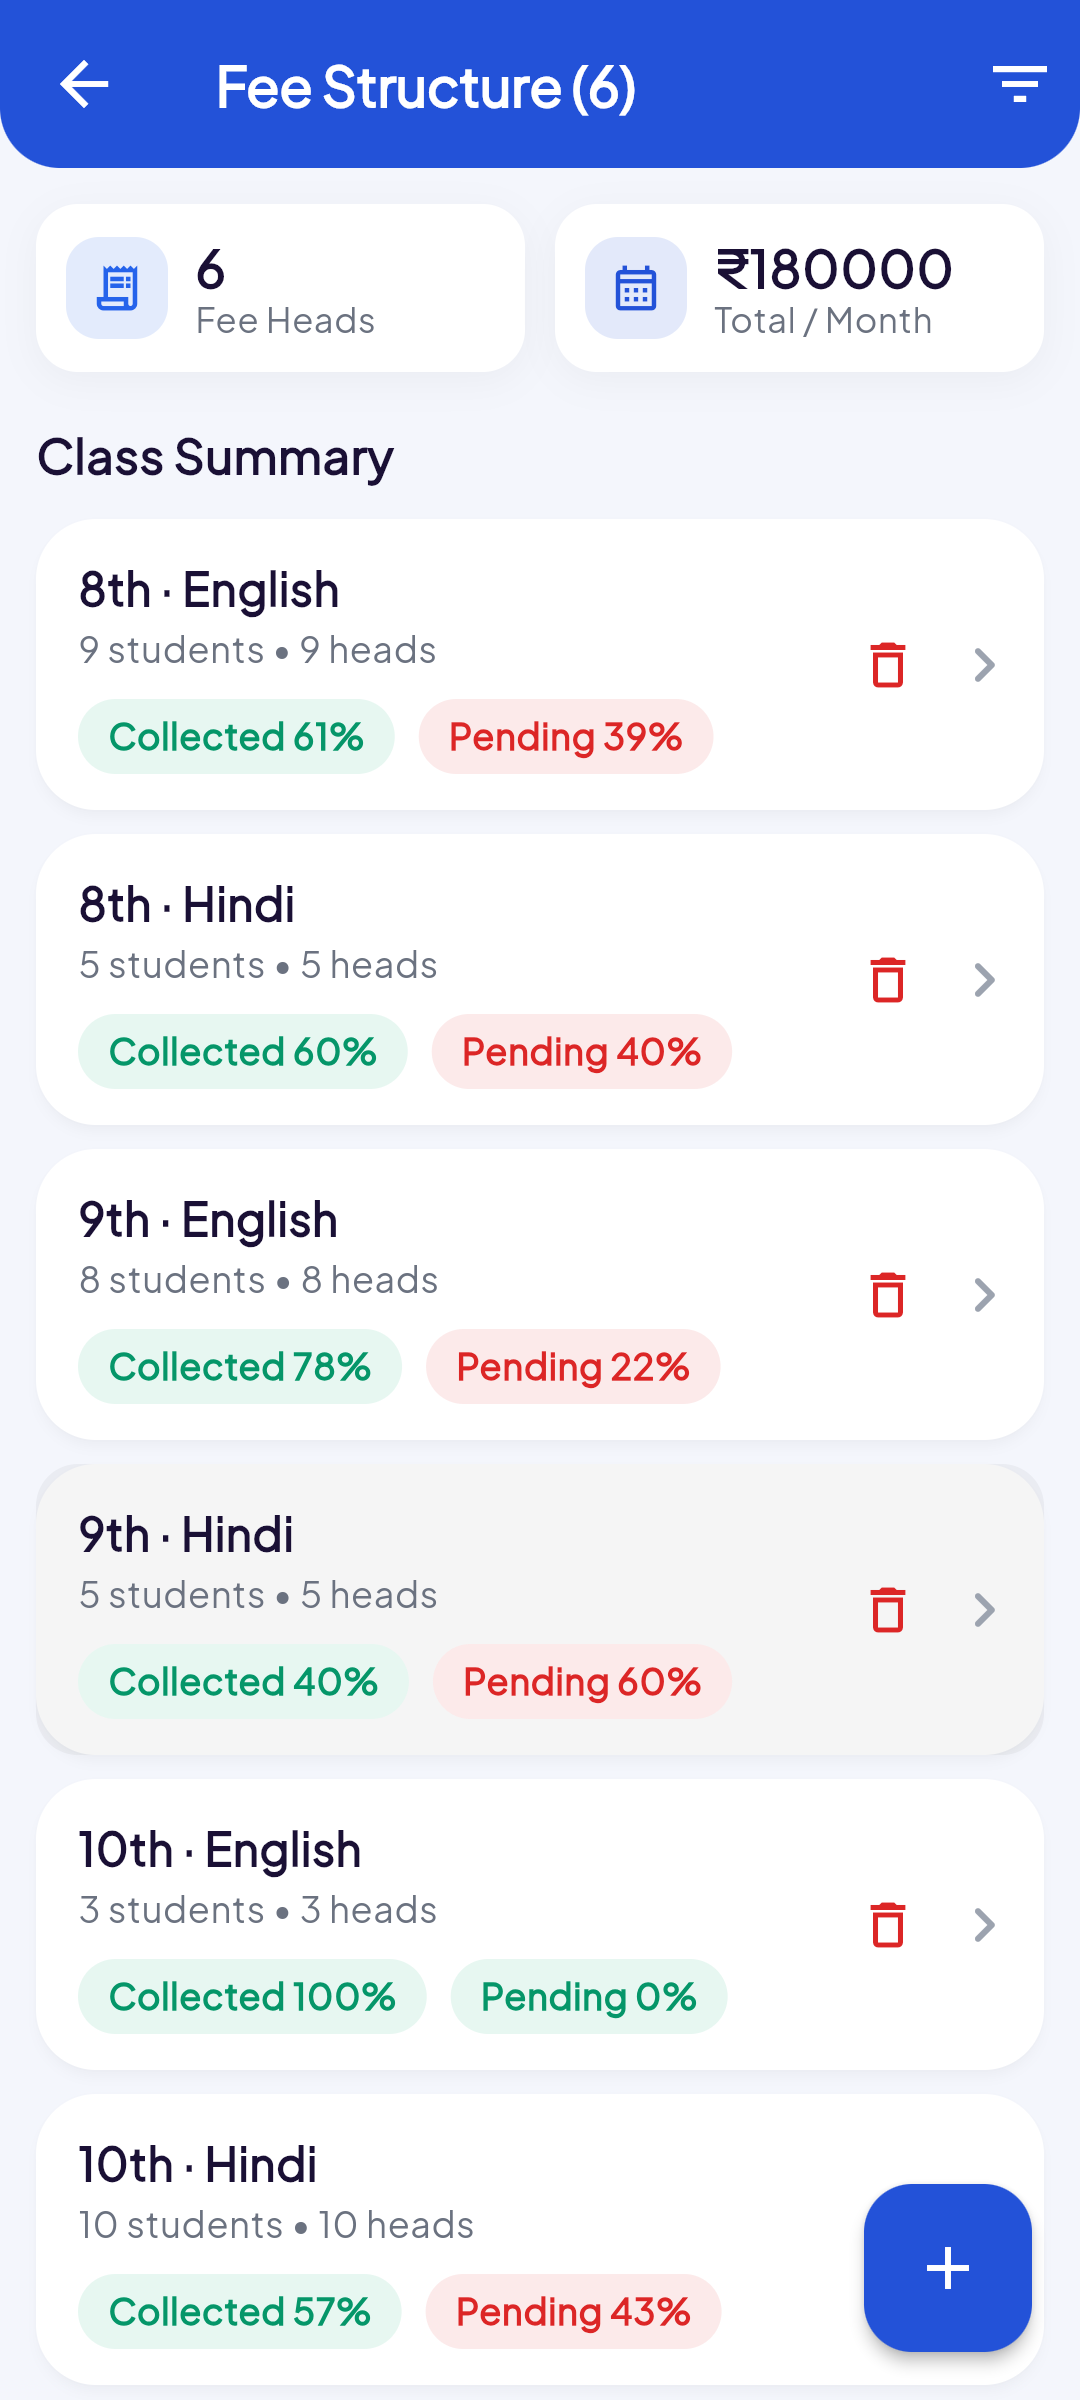 Fee Structure (6)
6
Fee Heads
₹180000
Total / Month
Class Summary
8th · English
9 students • 9 heads
Collected 61%
Pending 39%
8th · Hindi
5 students • 5 heads
Collected 60%
Pending 40%
9th · English
8 students • 8 heads
Collected 78%
Pending 22%
9th · Hindi
5 students • 5 heads
Collected 40%
Pending 60%
10th · English
3 students • 3 heads
Collected 100%
Pending 0%
10th · Hindi
10 students • 10 heads
Collected 57%
Pending 43%